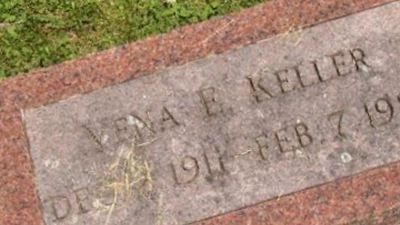 VENA E. KELLER
DEC 1911 - FEB. 7 19